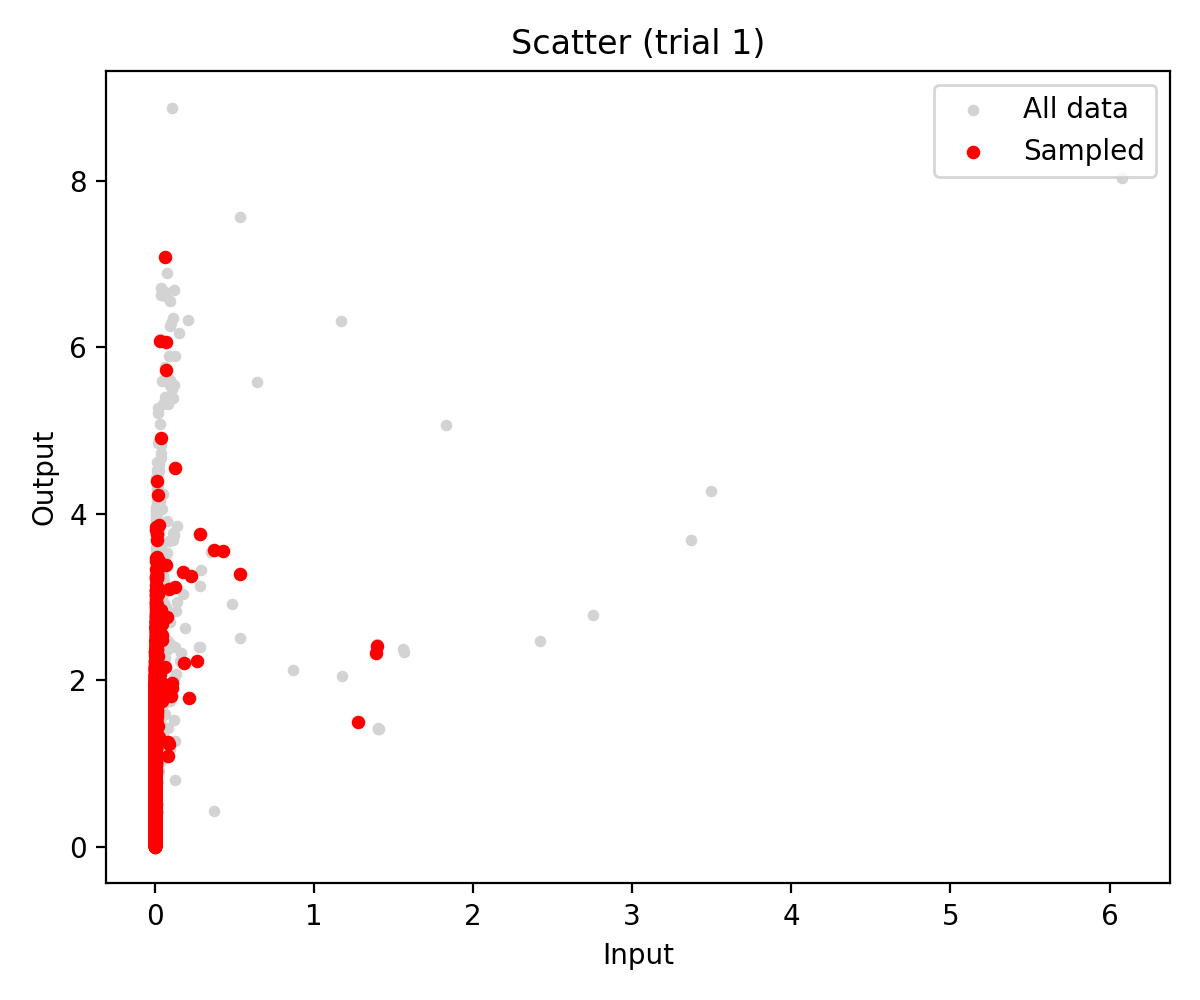 Scatter (trial 1)
All data
Sampled
8
6
4
2
0
Output
0 1 2 3 4 5 6
Input